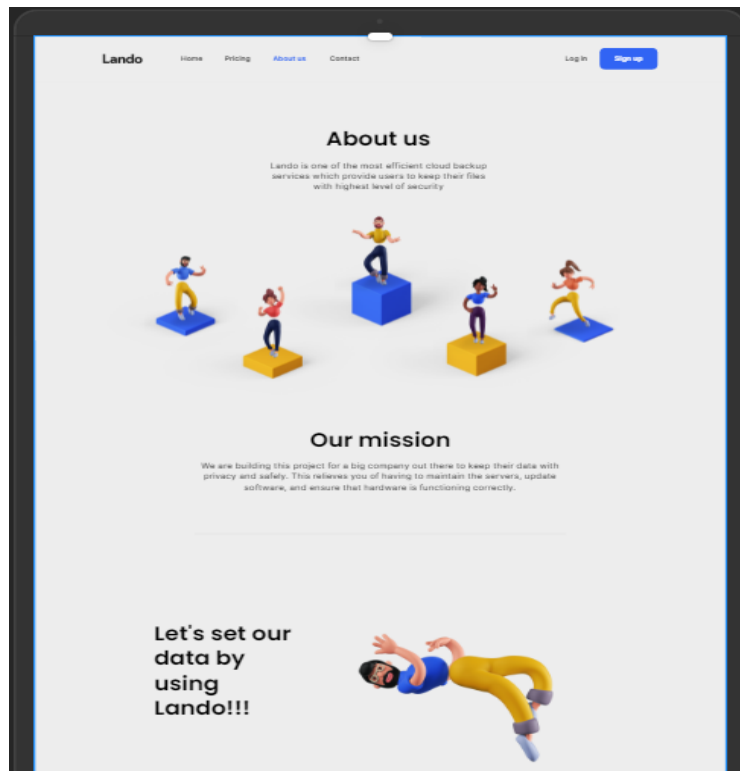 Lando Home Pricing About us Contact Log in Sign up
About us
Lando is one of the most efficient cloud backup
services which provide users to keep their files
with highest level of security
Our mission
We are building this project for a big company out there to keep their data with
privacy and safely. This relieves you of having to maintain the servers, update
software, and ensure that hardware is functioning correctly.
Let's set our
data by
using
Lando!!!